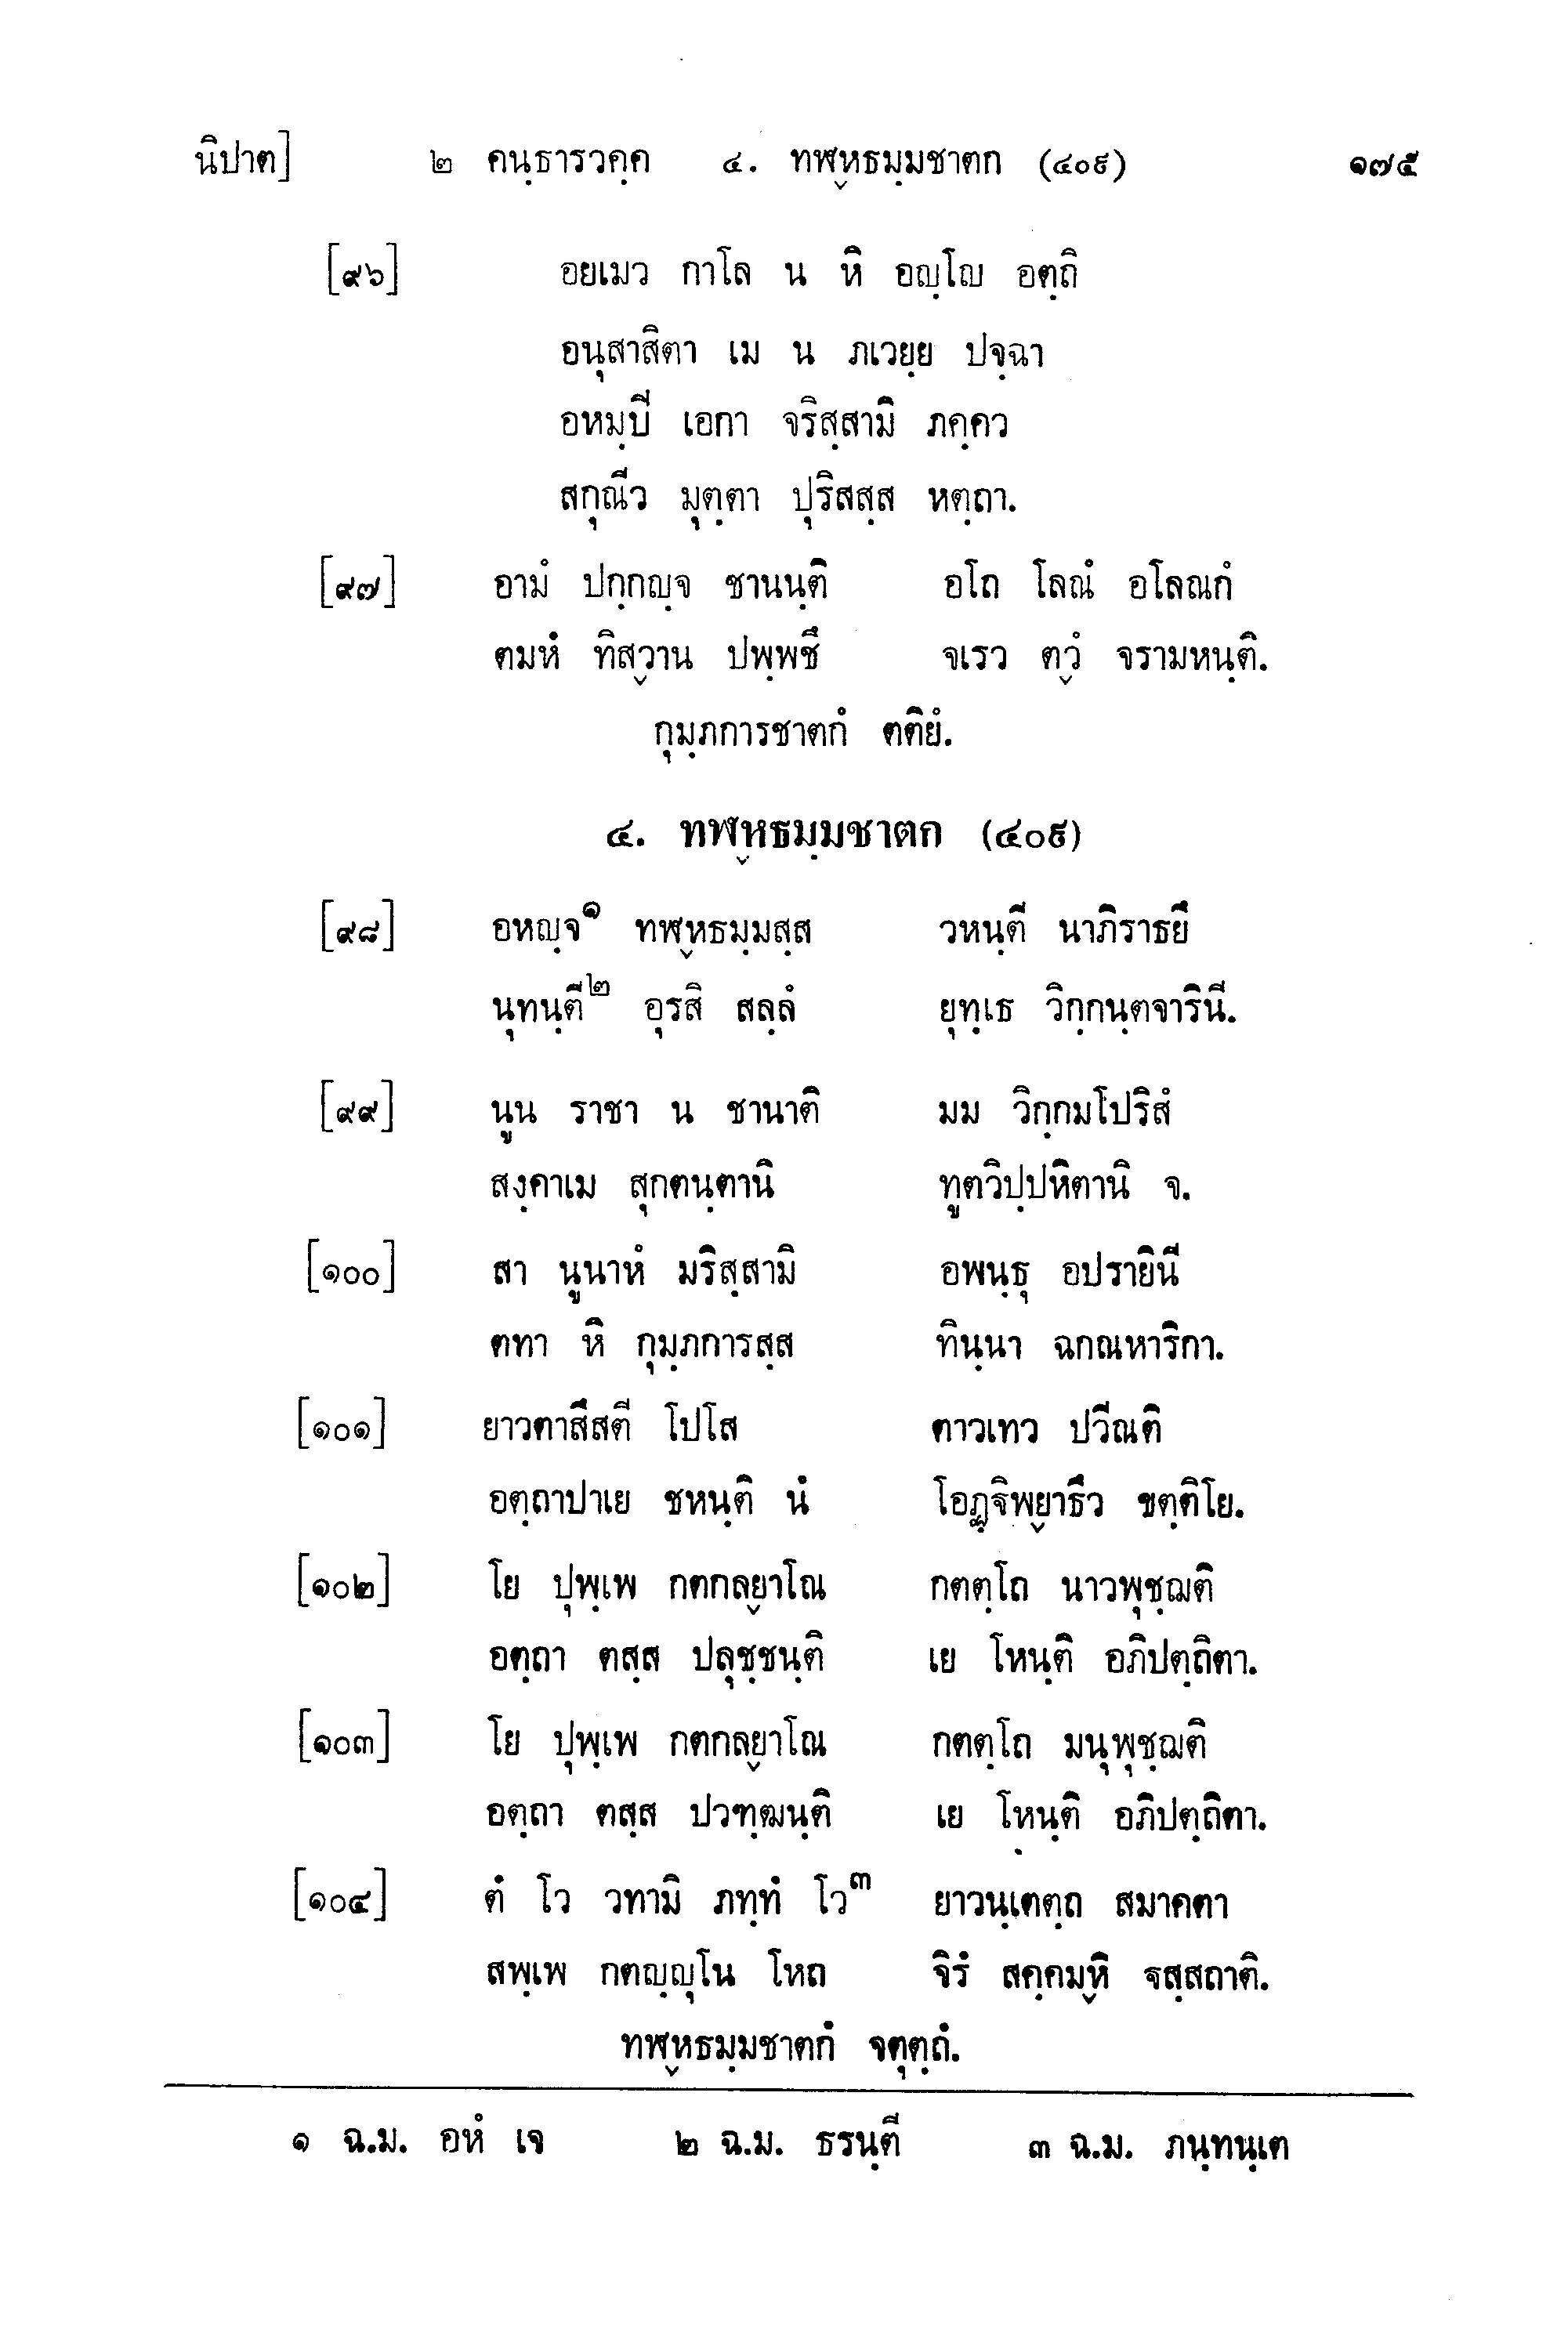 นิปาต] ๒ คนฺธารวคฺค ๔. ทฬฺหธมฺมชาตก (๔๐๙) ๑๗๕
[๙๖] อยเมว กาโล น หิ อญฺโญ อตฺถิ
อนุสาสิตา เม น ภเวยฺย ปจฺฉา
อหมฺปี เอกา จริสฺสามิ ภคฺคว
สกุณีว มุตฺตา ปุริสสฺส หตฺถา.
[๙๗] อามํ ปกฺกญฺจ ชานนฺติ อโถ โลณํ อโลณกํ
ตมหํ ทิสฺวาน ปพฺพชึ จเรว ตฺวํ จรามหนฺติ.
กุมฺภการชาตกํ ตติยํ.
๔. ทฬฺหธมฺมชาตก (๔๐๙)
[๙๘] อหญฺจ๑ ทฬฺหธมฺมสฺส วหนฺตี นาภิราธยึ
นุทนฺตี๒ อุรสิ สลฺลํ ยุทฺเธ วิกฺกนฺตจารินี.
[๙๙] นูน ราชา น ชานาติ มม วิกฺกมโปริสํ
สงฺคาเม สุกตนฺตานิ ทูตวิปฺปหิตานิ จ.
[๑๐๐] สา นูนาหํ มริสฺสามิ อพนฺธุ อปรายินี
ตทา หิ กุมฺภการสฺส ทินฺนา ฉกณหาริกา.
[๑๐๑] ยาวตาสึสตี โปโส ตาวเทว ปวีณติ
อตฺถาปาเย ชหนฺติ นํ โอฏฺฐิพฺยาธึว ขตฺติโย.
[๑๐๒] โย ปุพฺเพ กตกลฺยาโณ กตตฺโถ นาวพุชฺฌติ
อตฺถา ตสฺส ปลุชฺชนฺติ เย โหนฺติ อภิปตฺถิตา.
[๑๐๓] โย ปุพฺเพ กตกลฺยาโณ กตตฺโถ มนุพุชฺฌติ
อตฺถา ตสฺส ปวฑฺฒนฺติ เย โหนฺติ อภิปตฺถิตา.
[๑๐๔] ตํ โว วทามิ ภทฺทํ โว๓ ยาวนฺเตตฺถ สมาคตา
สพฺเพ กตญฺญุโน โหถ จิรํ สคฺคมฺหิ ฐสฺสถาติ.
ทฬฺหธมฺมชาตกํ จตุตฺถํ.
๑ ฉ.ม. อหํ เจ ๒ ฉ.ม. ธรนฺตี ๓ ฉ.ม. ภนฺทนฺเต